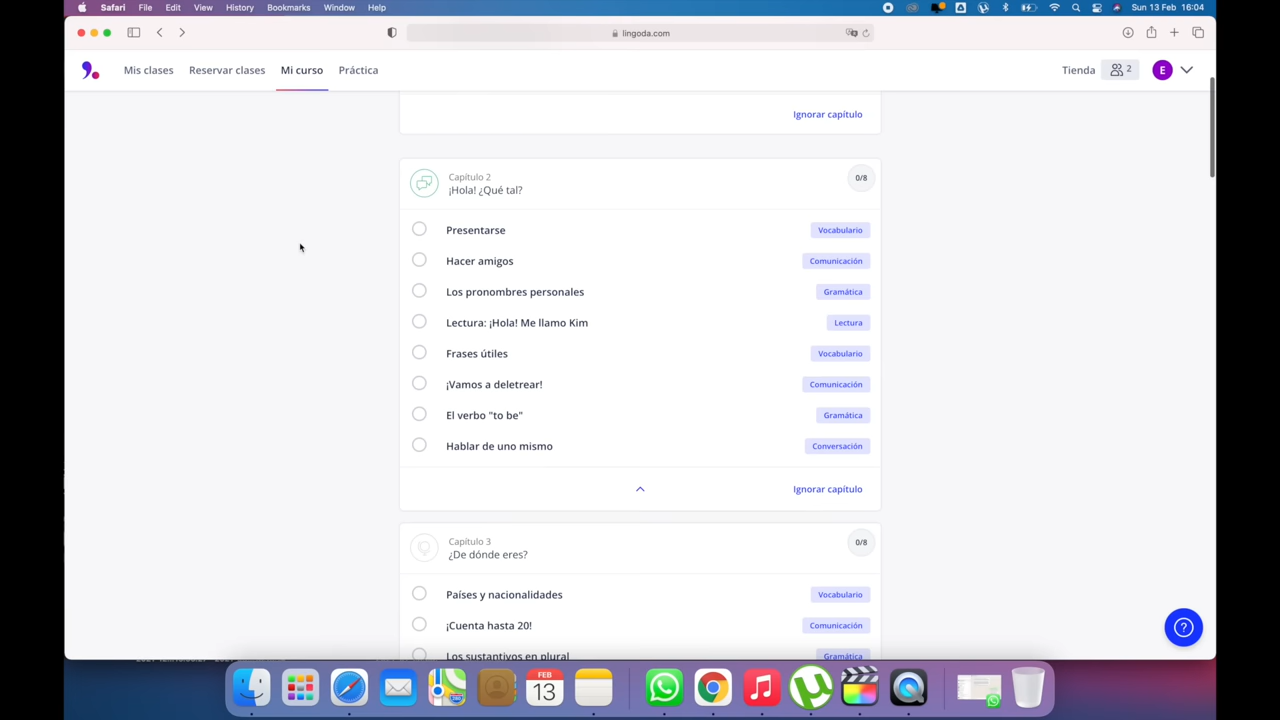 Safari File Edit View History Bookmarks Window Help Sun 13 Feb 16:04
lingoda.com
Mis clases Reservar clases Mi curso Práctica Tienda 2 E
Ignorar capítulo
Capítulo 2
¡Hola! ¿Qué tal?
0/8
Presentarse Vocabulario
Hacer amigos Comunicación
Los pronombres personales Gramática
Lectura: ¡Hola! Me llamo Kim Lectura
Frases útiles Vocabulario
¡Vamos a deletrear! Comunicación
El verbo "to be" Gramática
Hablar de uno mismo Conversación
Ignorar capítulo
Capítulo 3
¿De dónde eres?
0/8
Países y nacionalidades Vocabulario
¡Cuenta hasta 20! Comunicación
Los sustantivos en plural Gramática
FEB
13